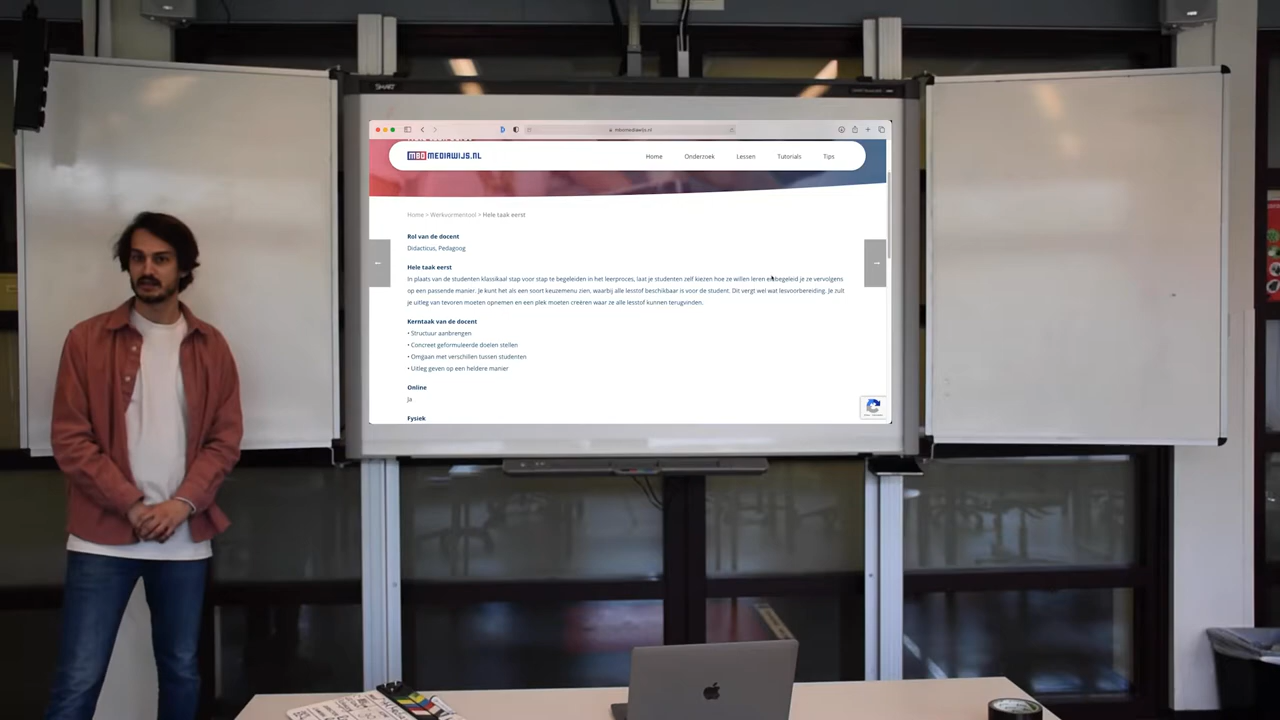 SMART
mbomediawijs.nl
MBO MEDIAWIJS.NL
Home Onderzoek Lessen Tutorials Tips
Home > Werkvormentool > Hele taak eerst
Rol van de docent
Didacticus, Pedagoog
Hele taak eerst
In plaats van de studenten klassikaal stap voor stap te begeleiden in het leerproces, laat je studenten zelf kiezen hoe ze willen leren en begeleid je ze vervolgens
op een passende manier. Je kunt het als een soort keuzemenu zien, waarbij alle lesstof beschikbaar is voor de student. Dit vergt wel wat lesvoorbereiding. Je zult
je uitleg van tevoren moeten opnemen en een plek moeten creëren waar ze alle lesstof kunnen terugvinden.
Kerntaak van de docent
• Structuur aanbrengen
• Concreet geformuleerde doelen stellen
• Omgaan met verschillen tussen studenten
• Uitleg geven op een heldere manier
Online
Ja
Fysiek